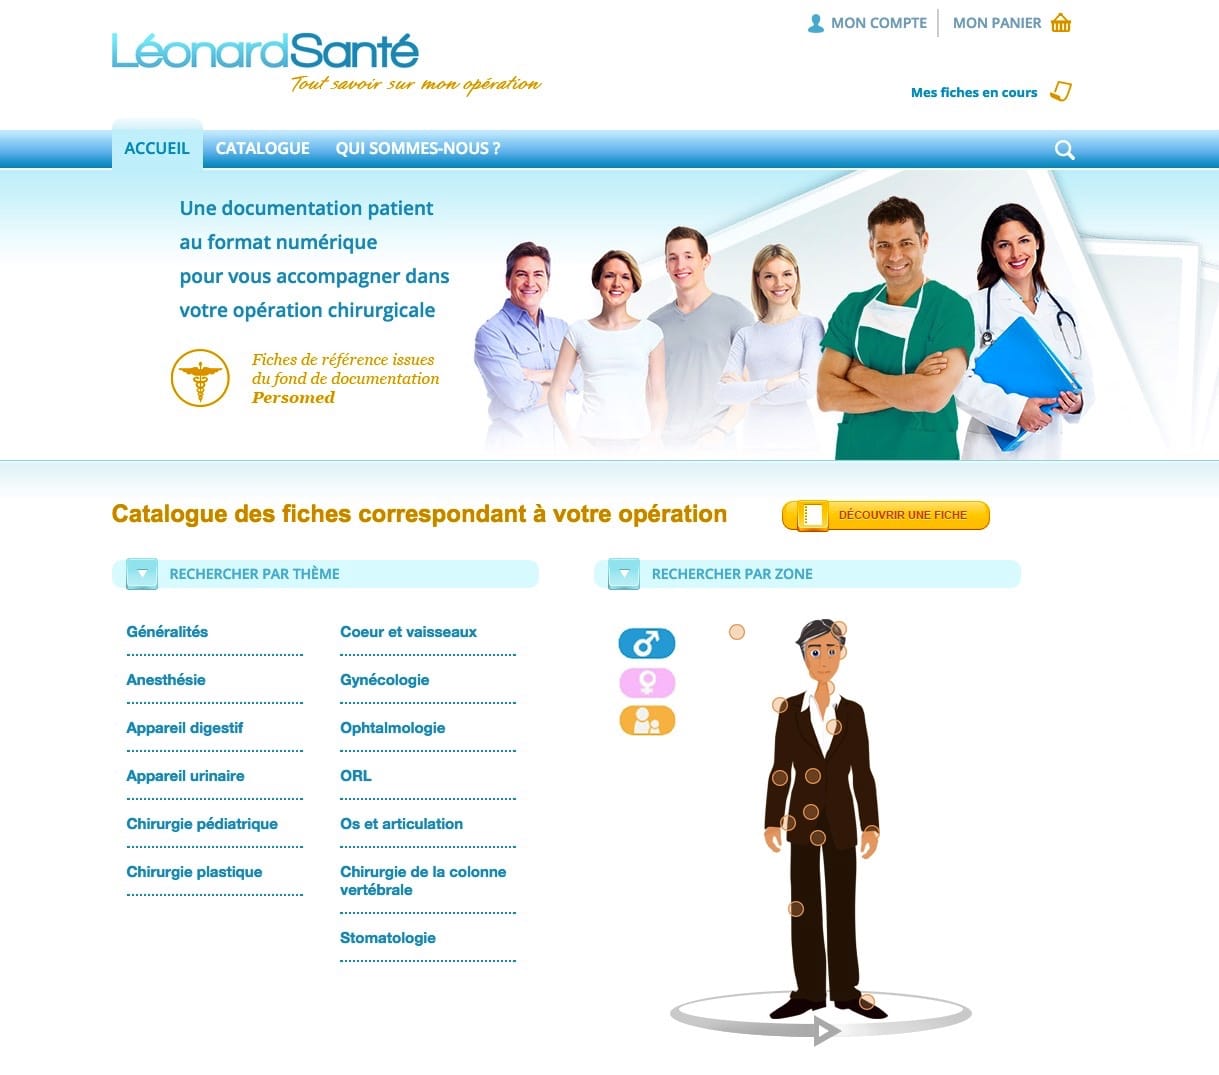 LéonardSanté
Tout savoir sur mon opération
MON COMPTE
MON PANIER
Mes fiches en cours
ACCUEIL
CATALOGUE
QUI SOMMES-NOUS ?
Une documentation patient
au format numérique
pour vous accompagner dans
votre opération chirurgicale
Fiches de référence issues
du fond de documentation
Persomed
Catalogue des fiches correspondant à votre opération
DÉCOUVRIR UNE FICHE
RECHERCHER PAR THÈME
Généralités
Anesthésie
Appareil digestif
Appareil urinaire
Chirurgie pédiatrique
Chirurgie plastique
Coeur et vaisseaux
Gynécologie
Ophtalmologie
ORL
Os et articulation
Chirurgie de la colonne
vertébrale
Stomatologie
RECHERCHER PAR ZONE